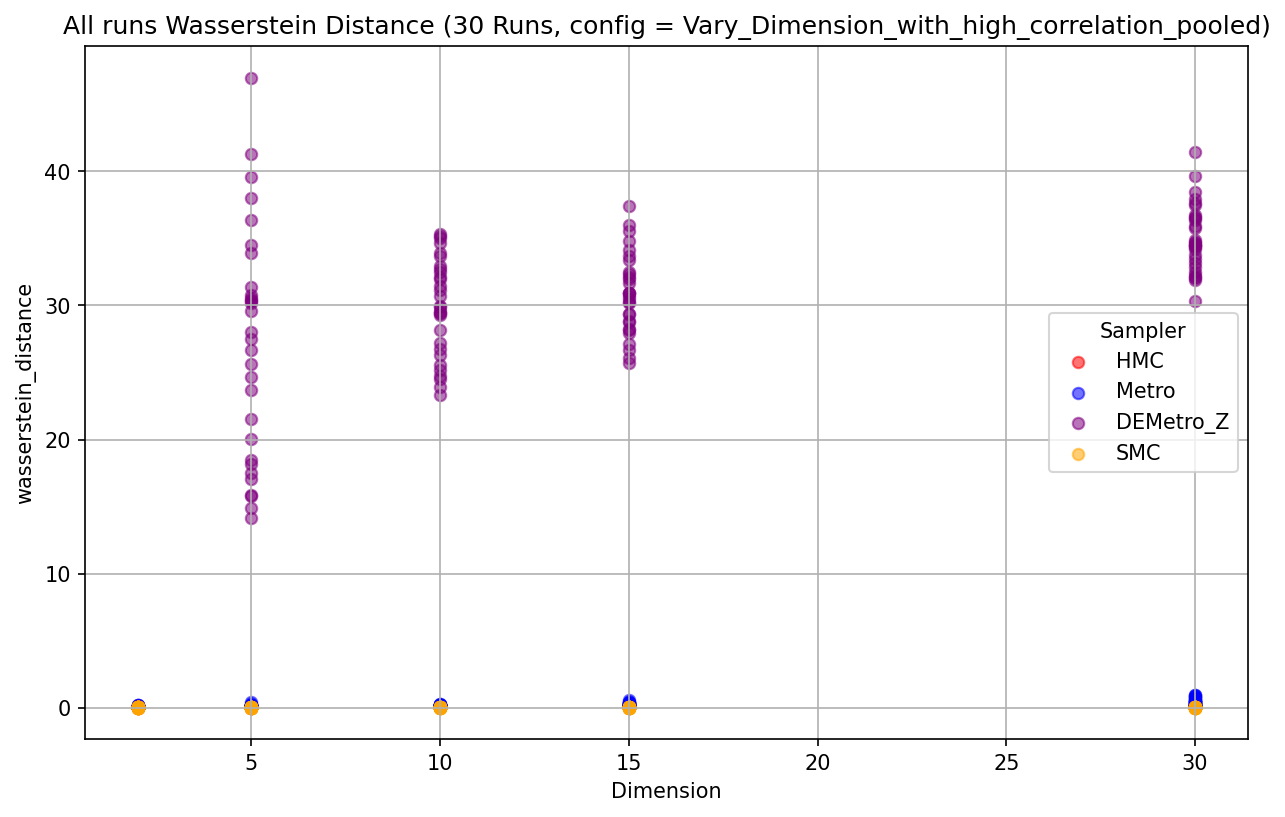 All runs Wasserstein Distance (30 Runs, config = Vary_Dimension_with_high_correlation_pooled)
wasserstein_distance
40
30
20
10
0
Sampler
HMC
Metro
DEMetro_Z
SMC
5 10 15 20 25 30
Dimension